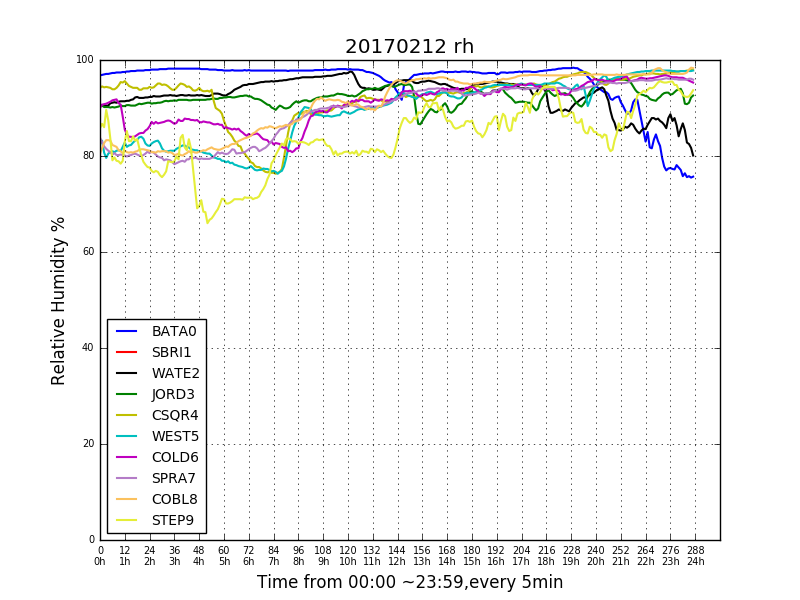 20170212 rh
Relative Humidity %
100
80
60
40
20
0
BATA0
SBRI1
WATE2
JORD3
CSQR4
WEST5
COLD6
SPRA7
COBL8
STEP9
0 12 24 36 48 60 72 84 96 108 120 132 144 156 168 180 192 204 216 228 240 252 264 276 288
0h 1h 2h 3h 4h 5h 6h 7h 8h 9h 10h 11h 12h 13h 14h 15h 16h 17h 18h 19h 20h 21h 22h 23h 24h
Time from 00:00 ~23:59,every 5min